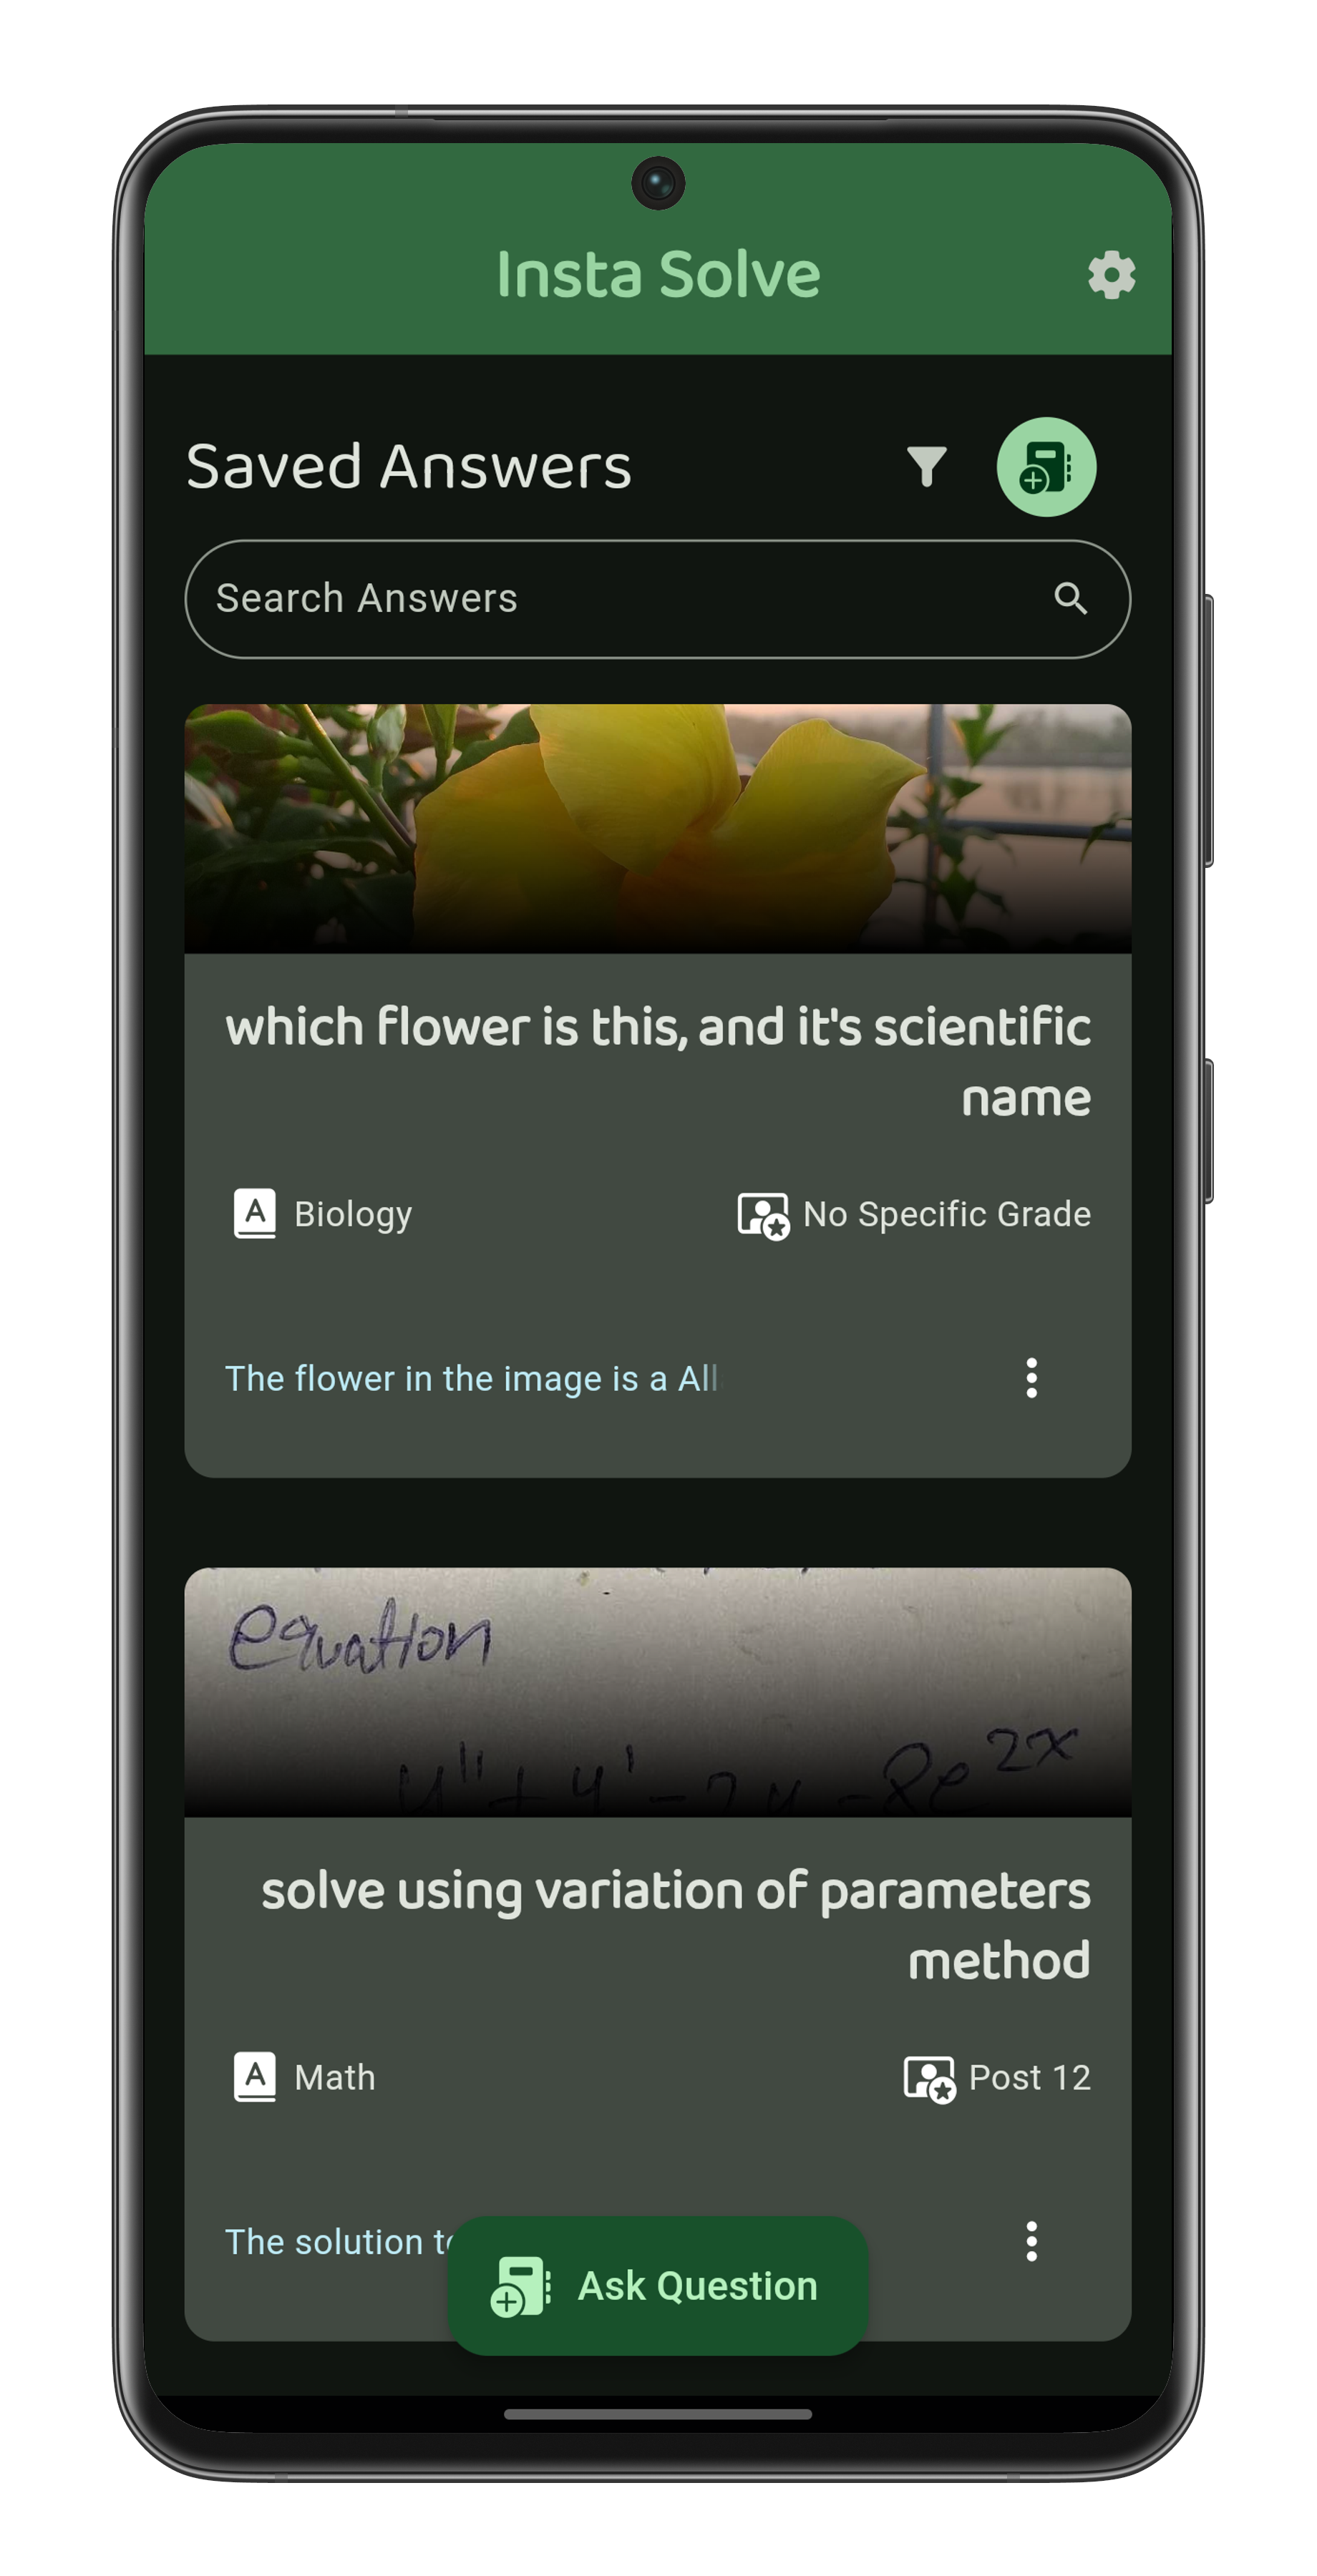 Insta Solve
Saved Answers
Search Answers
which flower is this, and it's scientific
name
A Biology
No Specific Grade
The flower in the image is a All
equation
y'' + y' - 2y - 8e^2x
solve using variation of parameters
method
A Math
Post 12
The solution
Ask Question